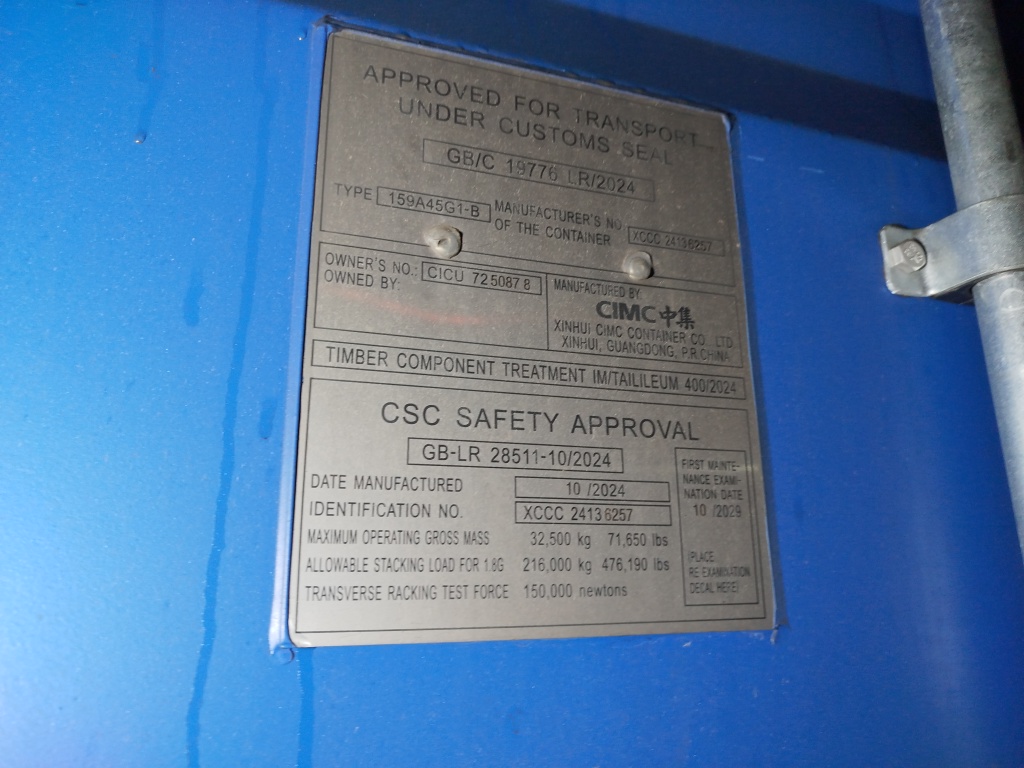 APPROVED FOR TRANSPORT
UNDER CUSTOMS SEAL
GB/C 19776 LR/2024
TYPE 159A45G1-B MANUFACTURER'S NO.
OF THE CONTAINER XCCC 24136257
OWNER'S NO.: CICU 725087 8
OWNED BY:
MANUFACTURED BY:
CIMC中集
XINHUI CIMC CONTAINER CO., LTD.
XINHUI, GUANGDONG, P.R.CHINA
TIMBER COMPONENT TREATMENT IM/TAILILEUM 400/2024
CSC SAFETY APPROVAL
GB-LR 28511-10/2024
DATE MANUFACTURED 10 /2024
IDENTIFICATION NO. XCCC 24136257
MAXIMUM OPERATING GROSS MASS 32,500 kg 71,650 lbs
ALLOWABLE STACKING LOAD FOR 1.8G 216,000 kg 476,190 lbs
TRANSVERSE RACKING TEST FORCE 150,000 newtons
FIRST MAINTE-
NANCE EXAMI-
NATION DATE
10 /2029
(PLACE
RE EXAMINATION
DECAL HERE)